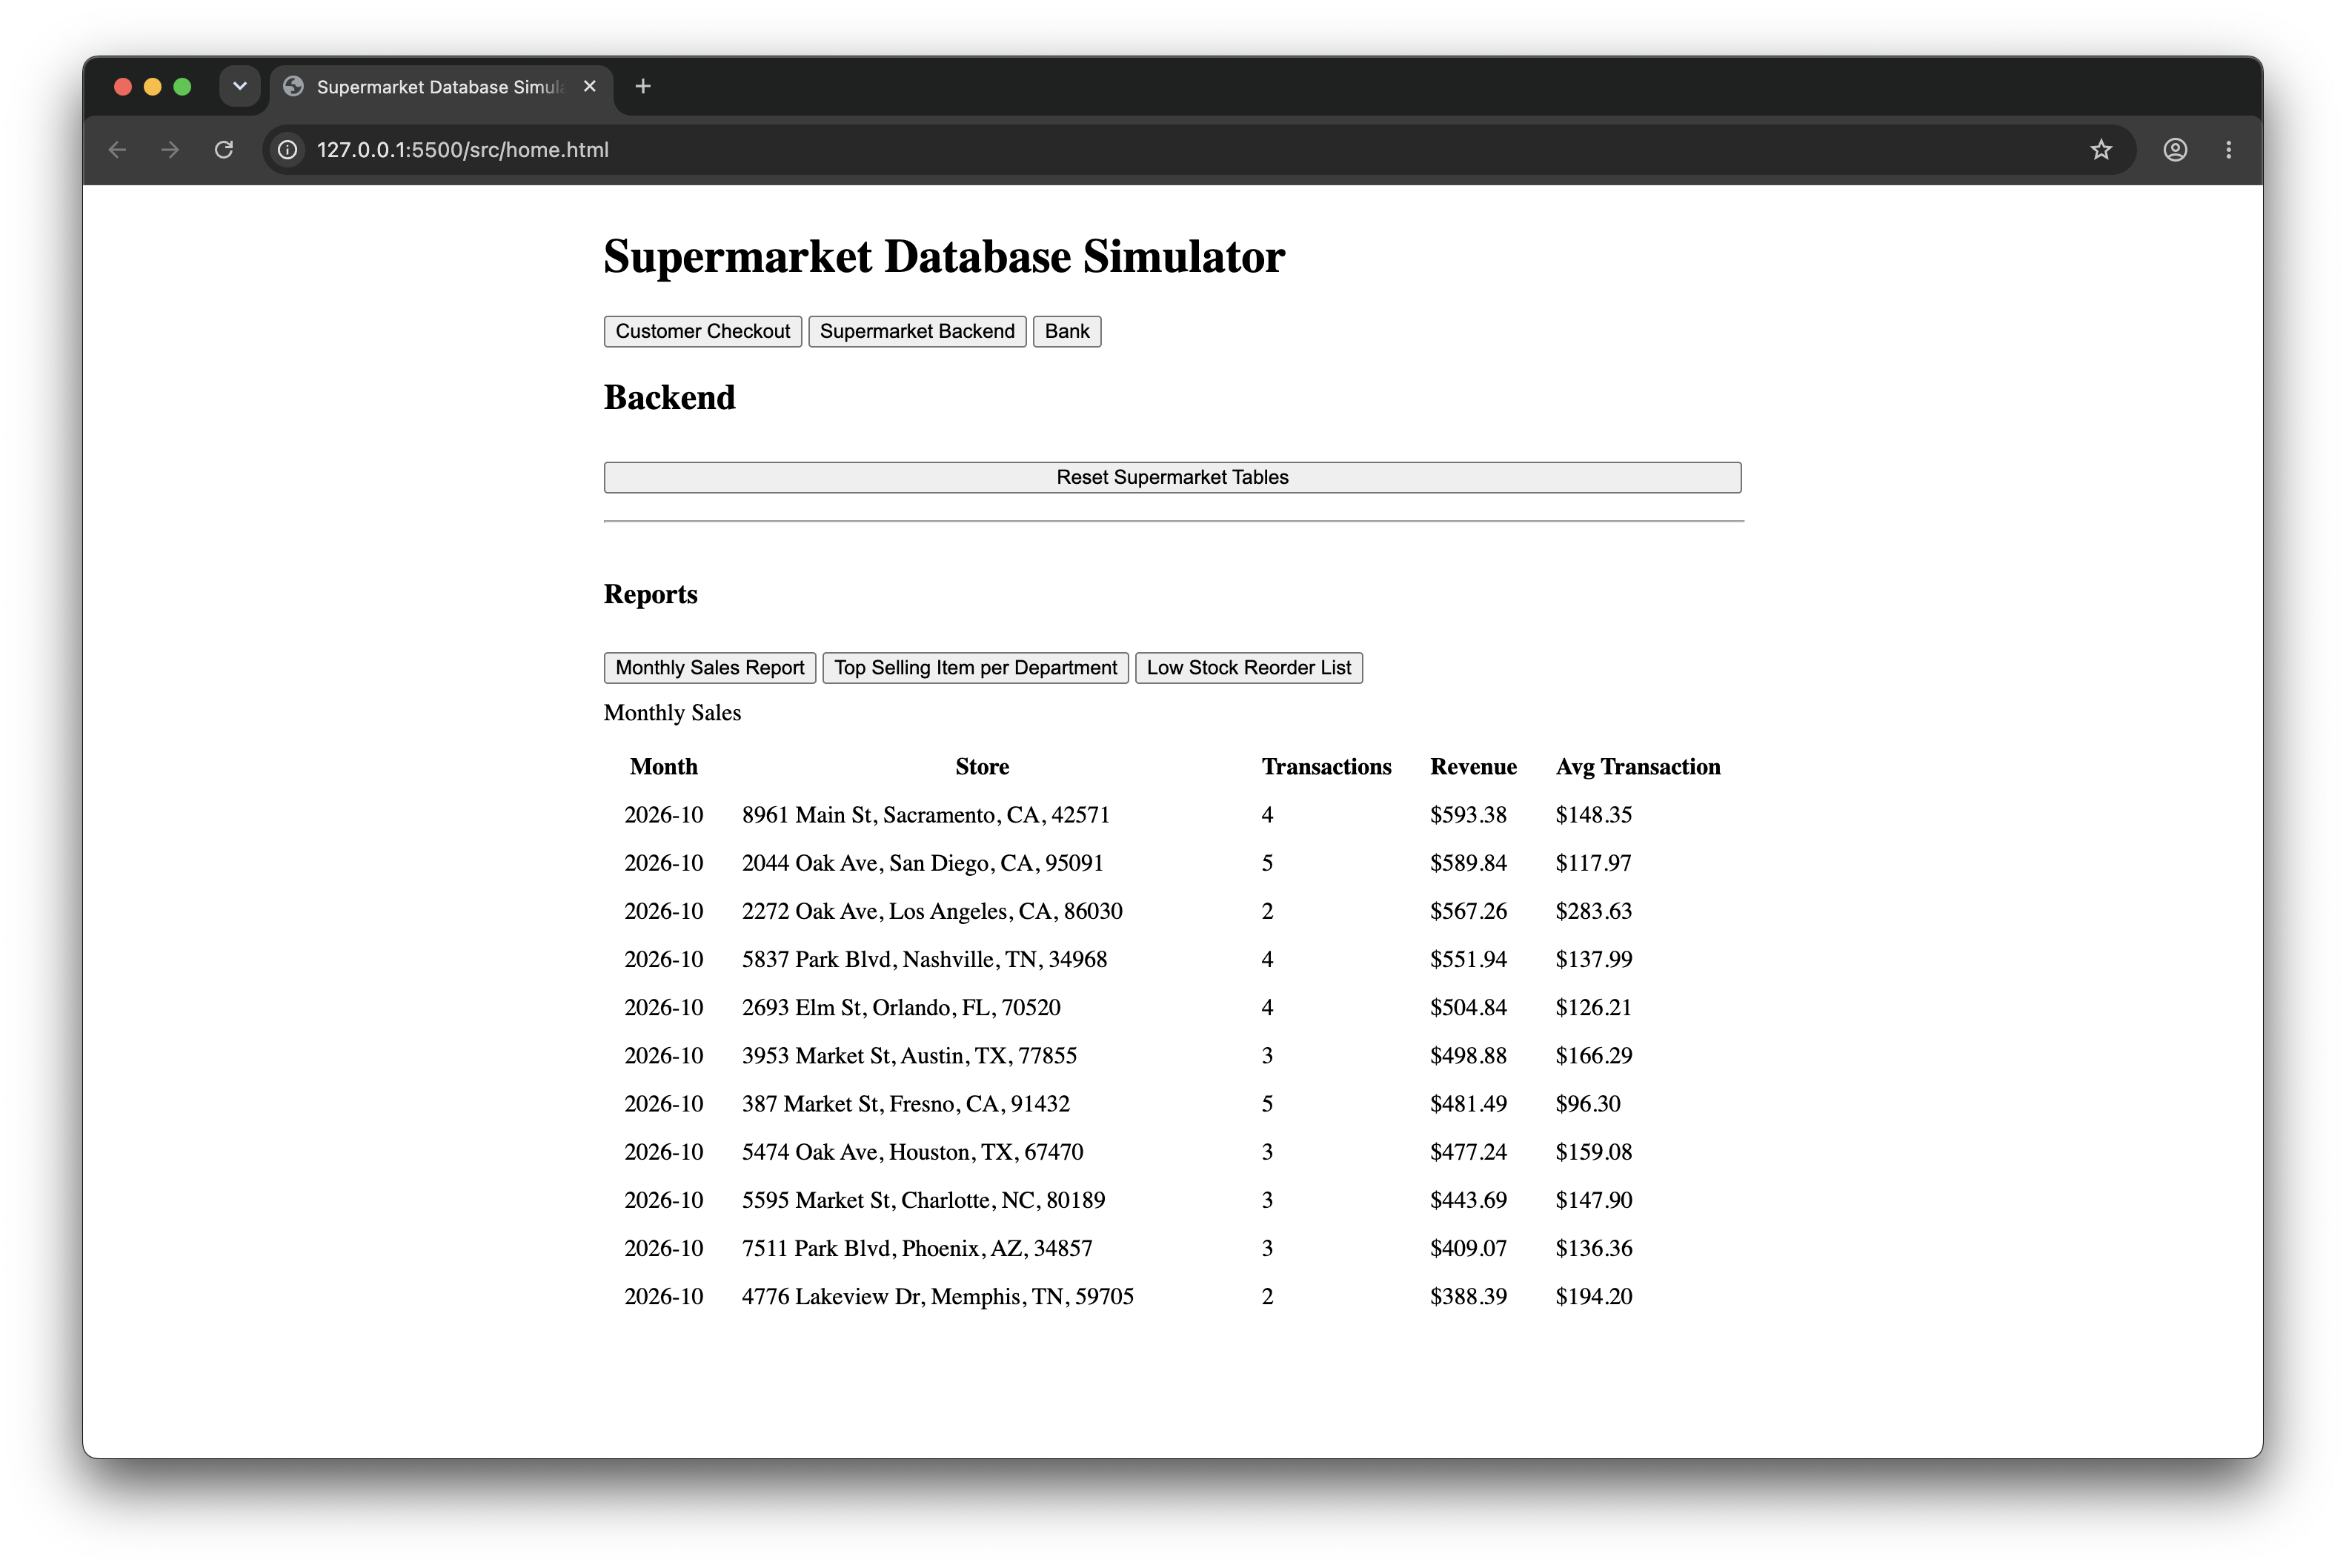 Supermarket Database Simul
127.0.0.1:5500/src/home.html
Supermarket Database Simulator
Customer Checkout Supermarket Backend Bank
Backend
Reset Supermarket Tables
Reports
Monthly Sales Report Top Selling Item per Department Low Stock Reorder List
Monthly Sales
Month Store Transactions Revenue Avg Transaction
2026-10 8961 Main St, Sacramento, CA, 42571 4 $593.38 $148.35
2026-10 2044 Oak Ave, San Diego, CA, 95091 5 $589.84 $117.97
2026-10 2272 Oak Ave, Los Angeles, CA, 86030 2 $567.26 $283.63
2026-10 5837 Park Blvd, Nashville, TN, 34968 4 $551.94 $137.99
2026-10 2693 Elm St, Orlando, FL, 70520 4 $504.84 $126.21
2026-10 3953 Market St, Austin, TX, 77855 3 $498.88 $166.29
2026-10 387 Market St, Fresno, CA, 91432 5 $481.49 $96.30
2026-10 5474 Oak Ave, Houston, TX, 67470 3 $477.24 $159.08
2026-10 5595 Market St, Charlotte, NC, 80189 3 $443.69 $147.90
2026-10 7511 Park Blvd, Phoenix, AZ, 34857 3 $409.07 $136.36
2026-10 4776 Lakeview Dr, Memphis, TN, 59705 2 $388.39 $194.20